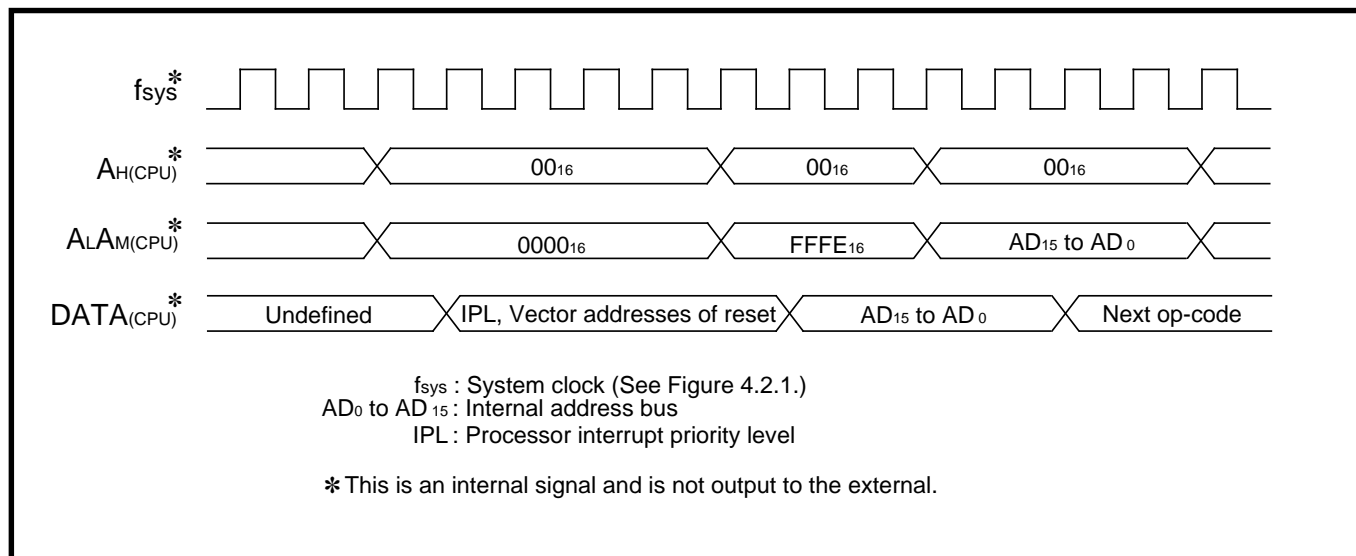 fsys*
AH(CPU)* 0016 0016 0016
ALAM(CPU)* 000016 FFFE16 AD15 to AD0
DATA(CPU)* Undefined IPL, Vector addresses of reset AD15 to AD0 Next op-code
fsys : System clock (See Figure 4.2.1.)
AD0 to AD15 : Internal address bus
IPL : Processor interrupt priority level
* This is an internal signal and is not output to the external.